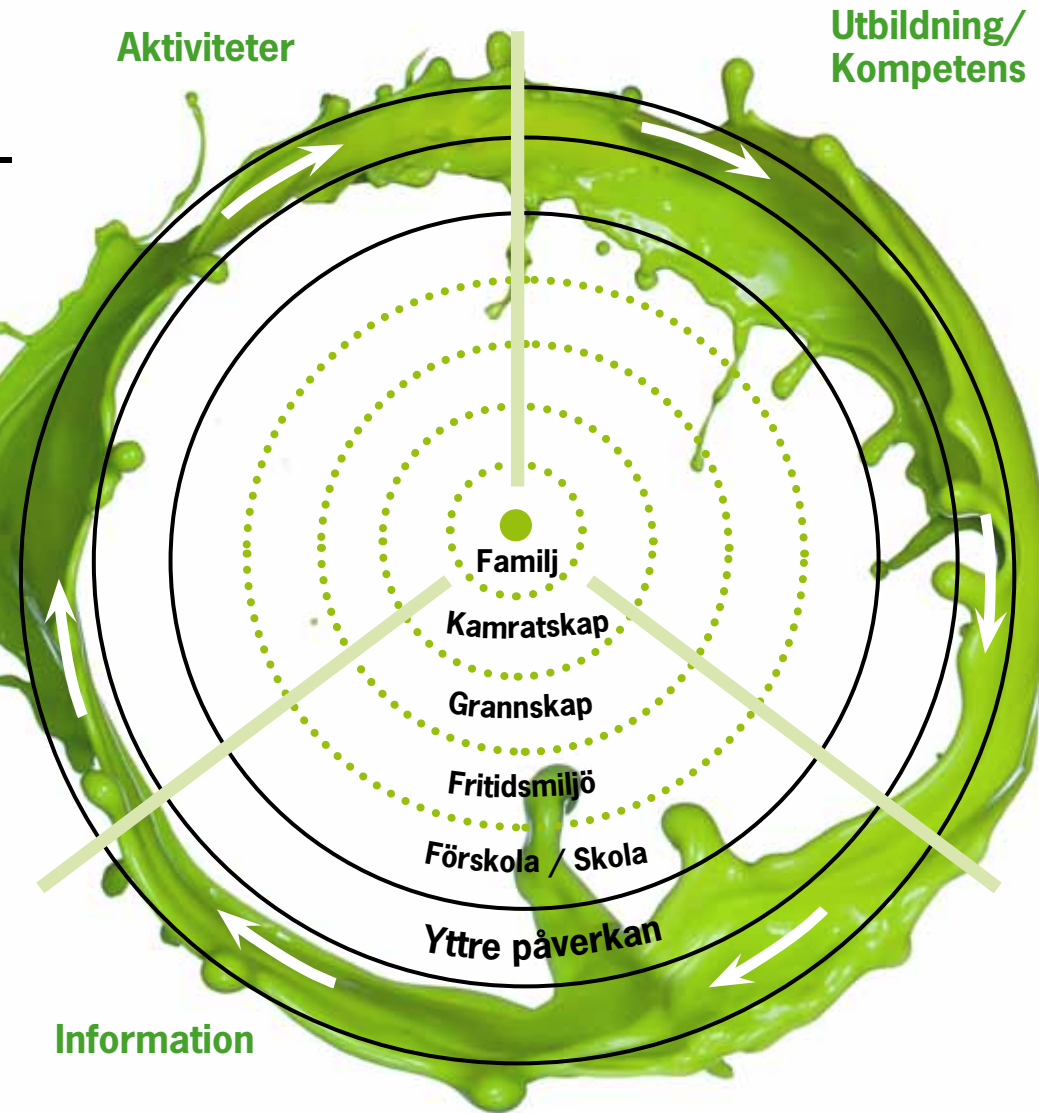 Aktiviteter
Utbildning/
Kompetens
Familj
Kamratskap
Grannskap
Fritidsmiljö
Förskola / Skola
Yttre påverkan
Information